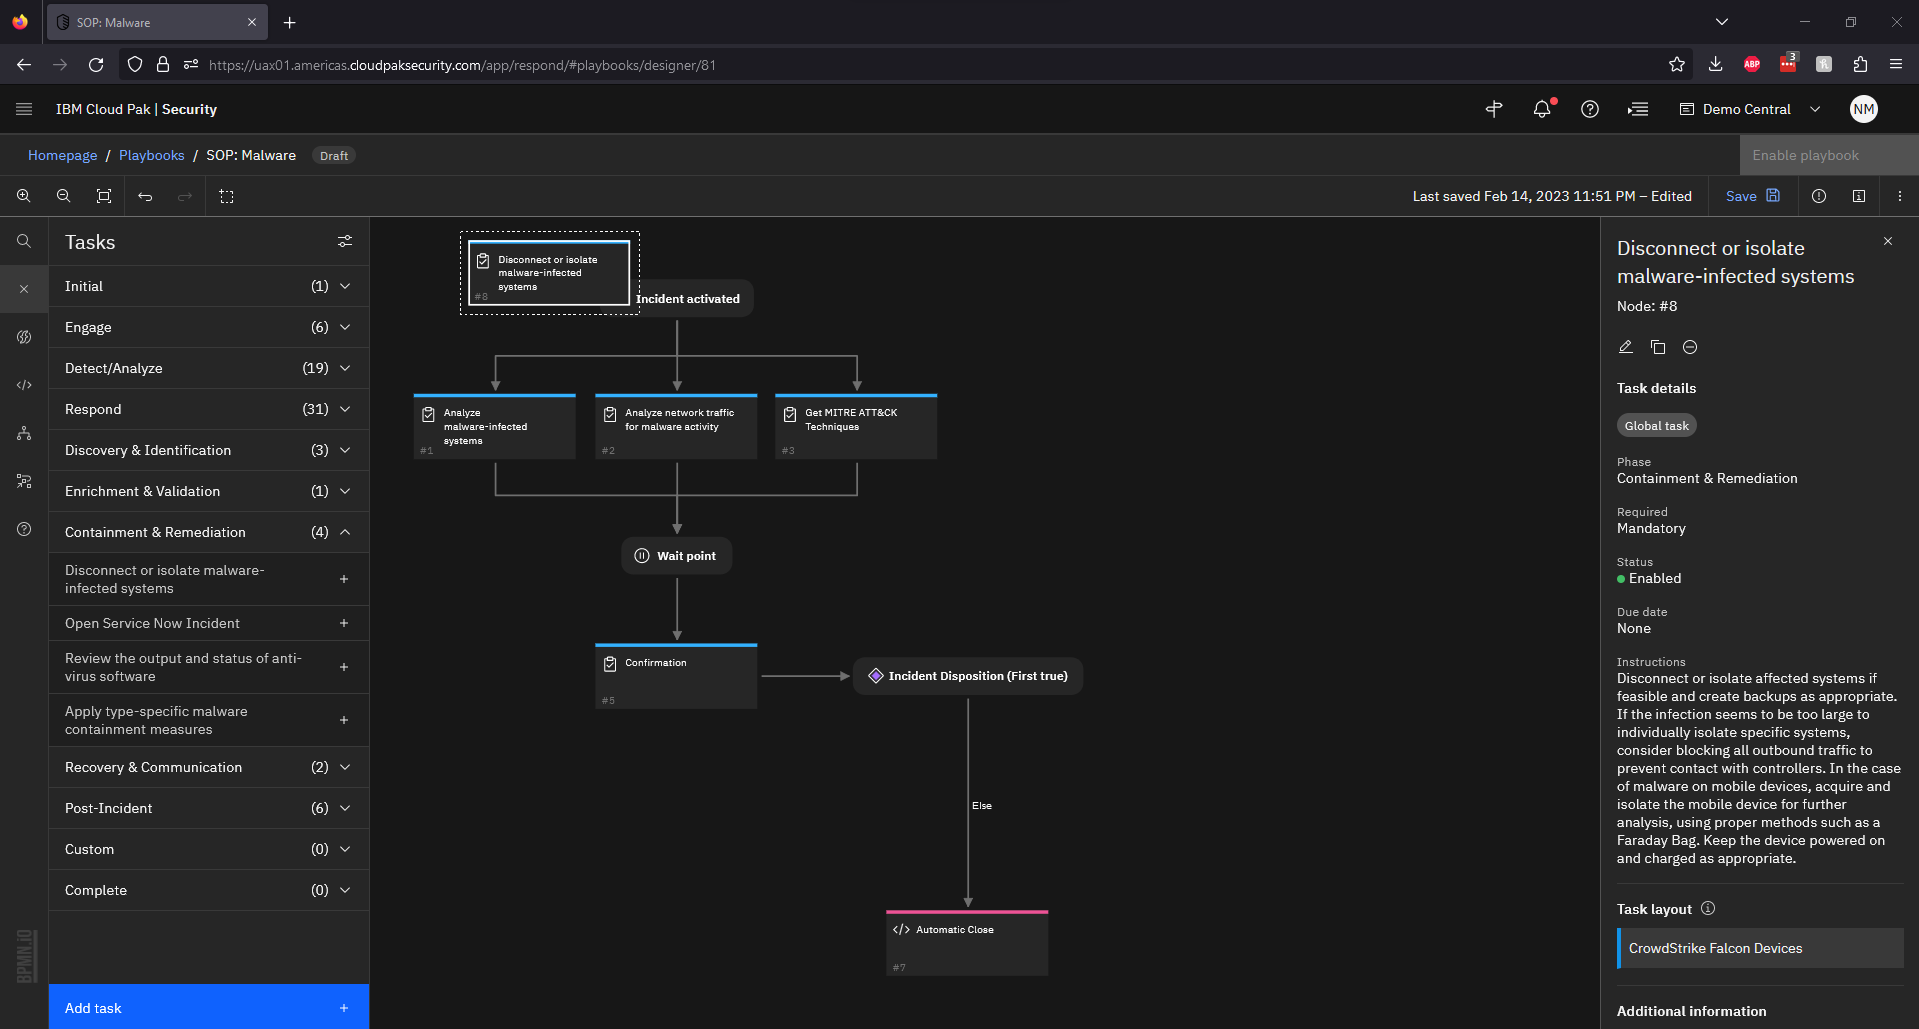 SOP: Malware
https://uax01.americas.cloudpaksecurity.com/app/respond/#playbooks/designer/81
ABP
3
IBM Cloud Pak | Security
Demo Central
NM
Homepage / Playbooks / SOP: Malware
Draft
Enable playbook
Last saved Feb 14, 2023 11:51 PM – Edited
Save
Tasks
Initial (1)
Engage (6)
Detect/Analyze (19)
Respond (31)
Discovery & Identification (3)
Enrichment & Validation (1)
Containment & Remediation (4)
Disconnect or isolate malware-
infected systems
Open Service Now Incident
Review the output and status of anti-
virus software
Apply type-specific malware
containment measures
Recovery & Communication (2)
Post-Incident (6)
Custom (0)
Complete (0)
Add task
BPMN.iO
Disconnect or isolate
malware-infected
systems
#8
Incident activated
Analyze
malware-infected
systems
#1
Analyze network traffic
for malware activity
#2
Get MITRE ATT&CK
Techniques
#3
Wait point
Confirmation
#5
Incident Disposition (First true)
Else
Automatic Close
#7
Disconnect or isolate
malware-infected systems
Node: #8
Task details
Global task
Phase
Containment & Remediation
Required
Mandatory
Status
Enabled
Due date
None
Instructions
Disconnect or isolate affected systems if
feasible and create backups as appropriate.
If the infection seems to be too large to
individually isolate specific systems,
consider blocking all outbound traffic to
prevent contact with controllers. In the case
of malware on mobile devices, acquire and
isolate the mobile device for further
analysis, using proper methods such as a
Faraday Bag. Keep the device powered on
and charged as appropriate.
Task layout
CrowdStrike Falcon Devices
Additional information